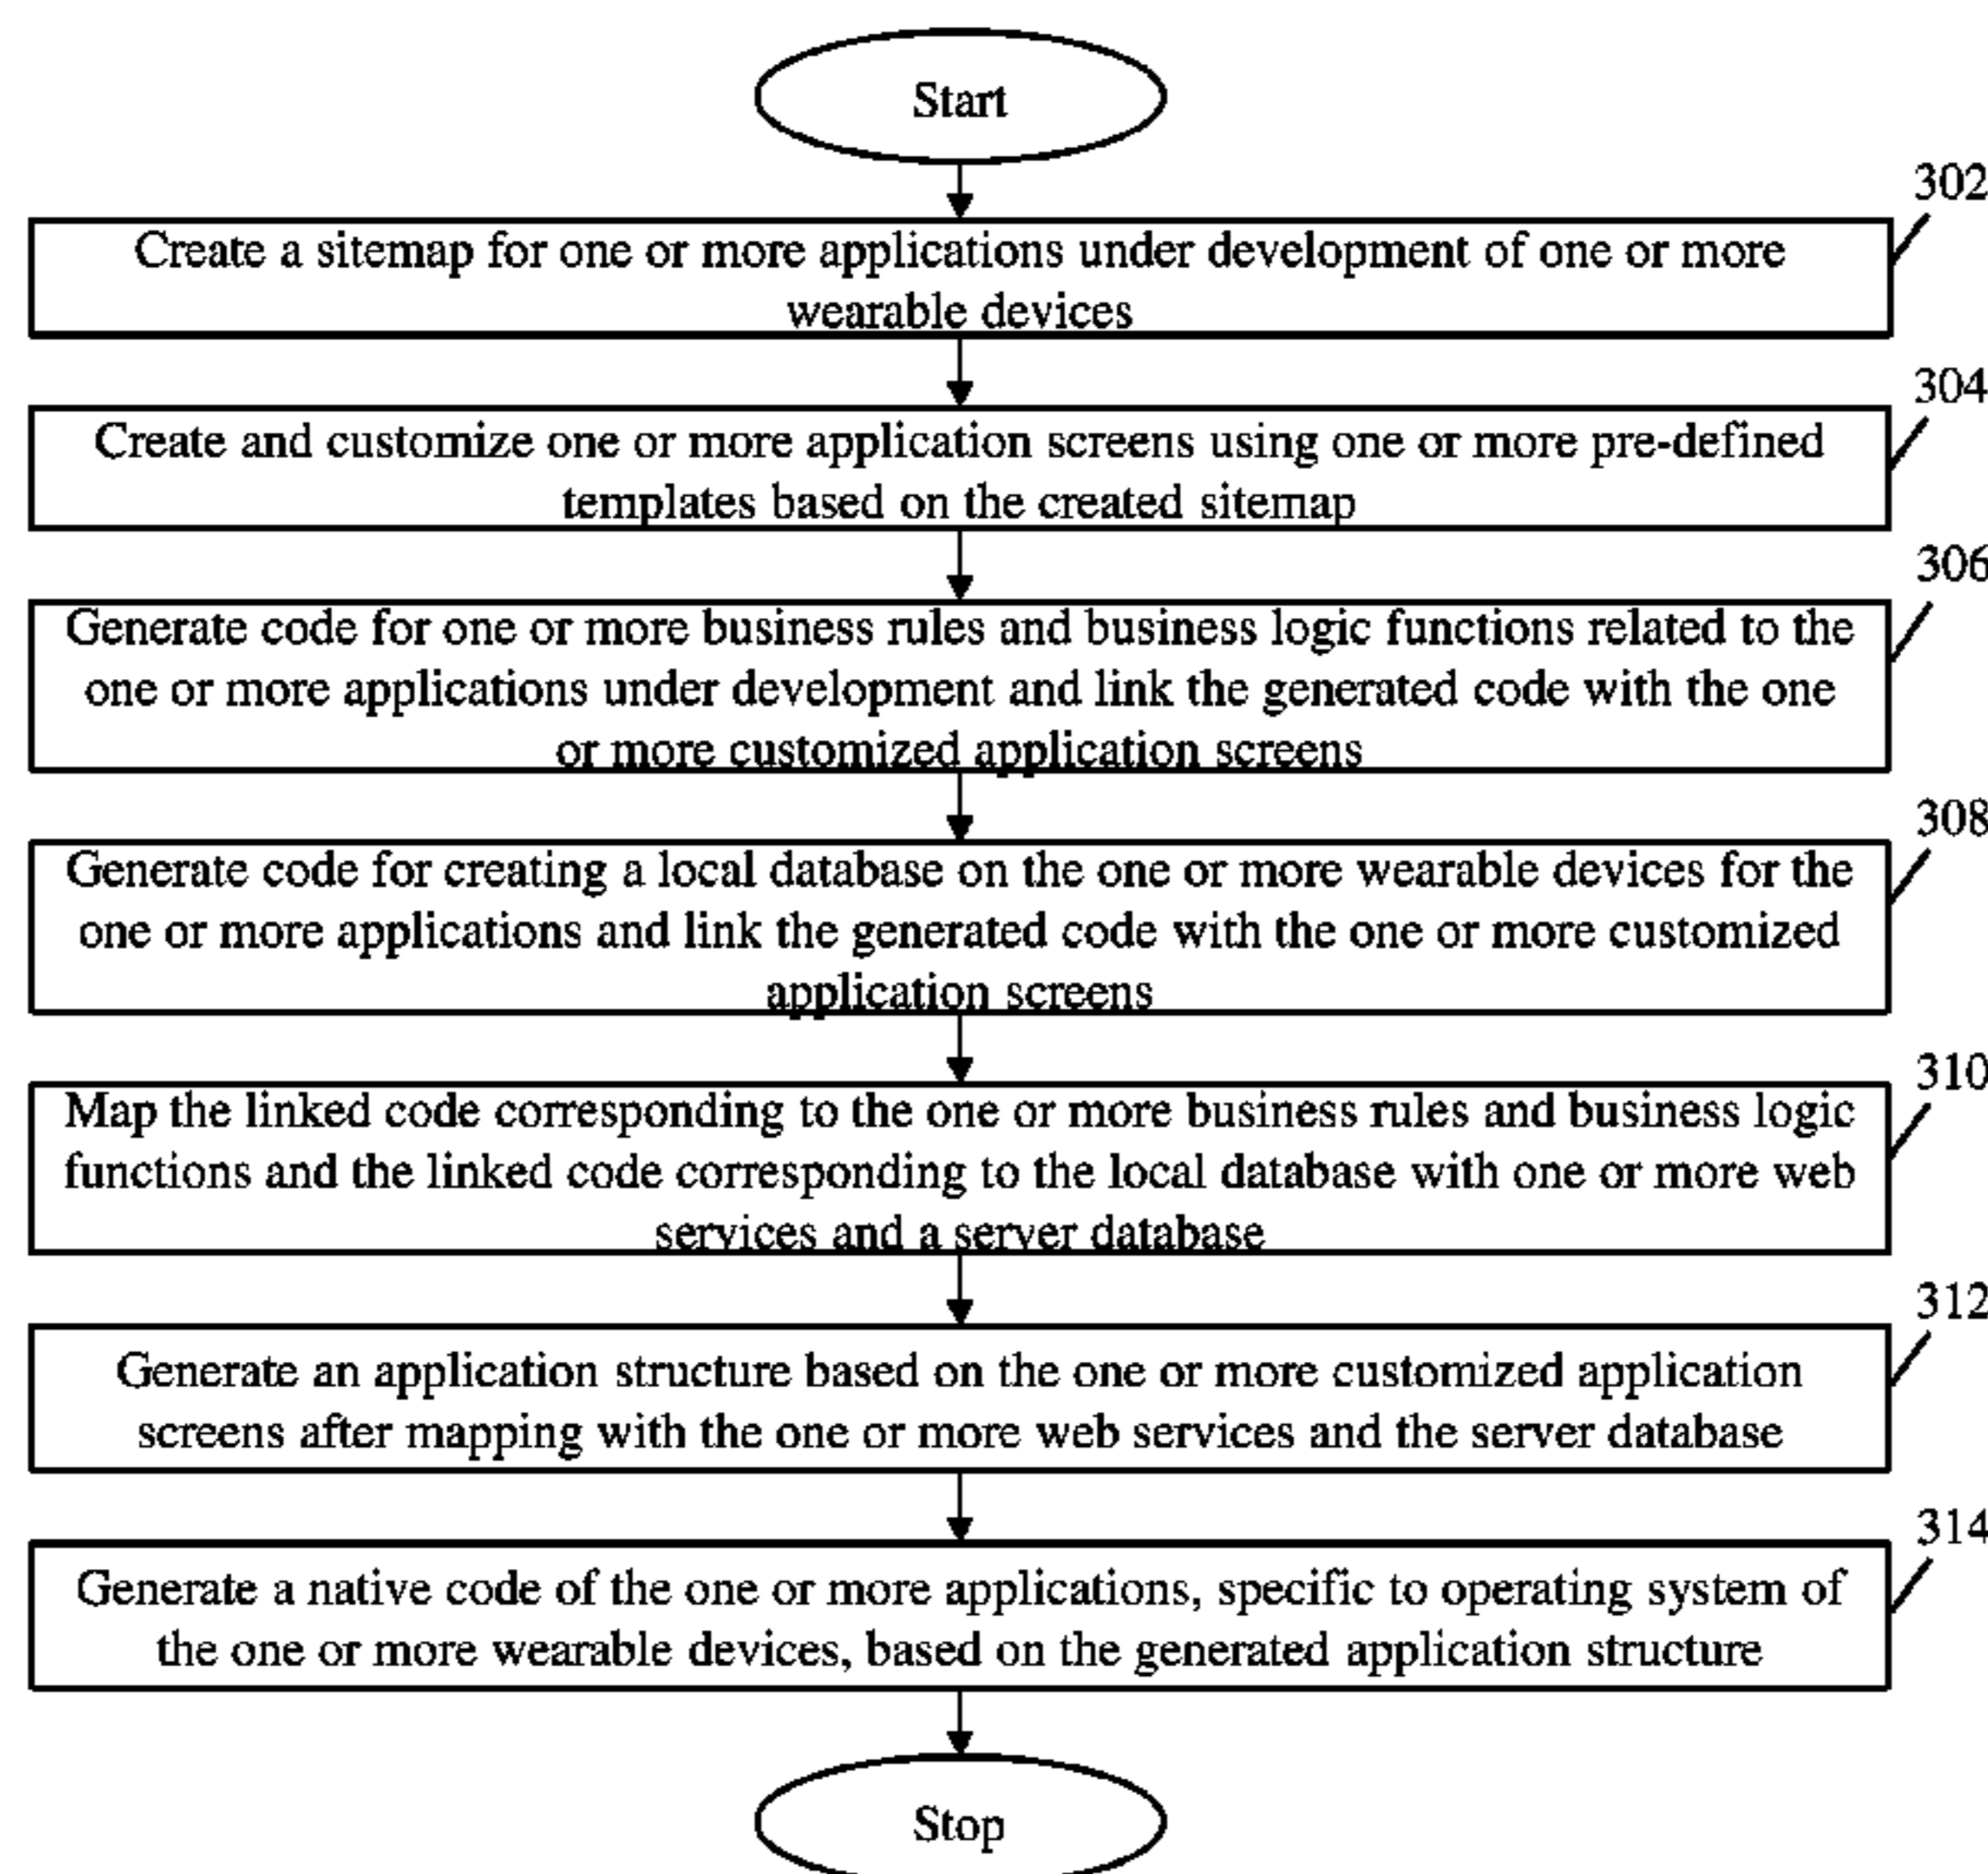 Start
302
Create a sitemap for one or more applications under development of one or more
wearable devices
304
Create and customize one or more application screens using one or more pre-defined
templates based on the created sitemap
306
Generate code for one or more business rules and business logic functions related to the
one or more applications under development and link the generated code with the one
or more customized application screens
308
Generate code for creating a local database on the one or more wearable devices for the
one or more applications and link the generated code with the one or more customized
application screens
310
Map the linked code corresponding to the one or more business rules and business logic
functions and the linked code corresponding to the local database with one or more web
services and a server database
312
Generate an application structure based on the one or more customized application
screens after mapping with the one or more web services and the server database
314
Generate a native code of the one or more applications, specific to operating system of
the one or more wearable devices, based on the generated application structure
Stop